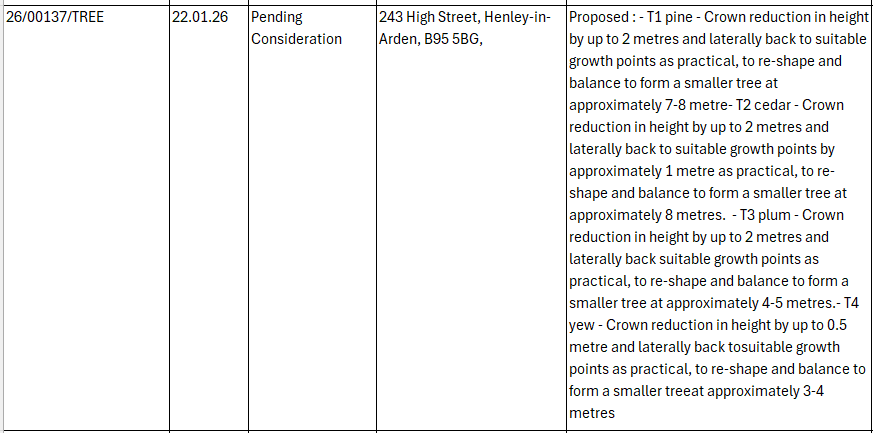 26/00137/TREE
22.01.26
Pending
Consideration
243 High Street, Henley-in-
Arden, B95 5BG,
Proposed : - T1 pine - Crown reduction in height
by up to 2 metres and laterally back to suitable
growth points as practical, to re-shape and
balance to form a smaller tree at
approximately 7-8 metre- T2 cedar - Crown
reduction in height by up to 2 metres and
laterally back to suitable growth points by
approximately 1 metre as practical, to re-
shape and balance to form a smaller tree at
approximately 8 metres.  - T3 plum - Crown
reduction in height by up to 2 metres and
laterally back suitable growth points as
practical, to re-shape and balance to form a
smaller tree at approximately 4-5 metres.- T4
yew - Crown reduction in height by up to 0.5
metre and laterally back tosuitable growth
points as practical, to re-shape and balance to
form a smaller treeat approximately 3-4
metres